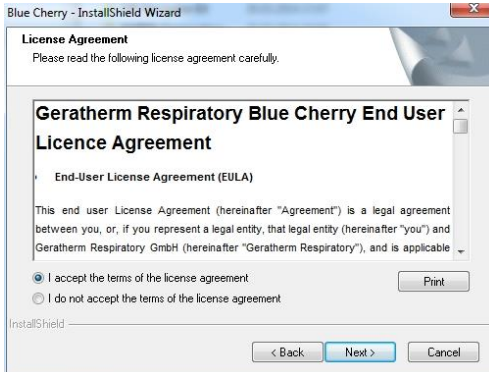 Blue Cherry - InstallShield Wizard
License Agreement
Please read the following license agreement carefully.
Geratherm Respiratory Blue Cherry End User
Licence Agreement
End-User License Agreement (EULA)
This end user License Agreement (hereinafter "Agreement") is a legal agreement
between you, or, if you represent a legal entity, that legal entity (hereinafter "you") and
Geratherm Respiratory GmbH (hereinafter "Geratherm Respiratory"), and is applicable
I accept the terms of the license agreement
Print
I do not accept the terms of the license agreement
InstallShield
< Back
Next >
Cancel